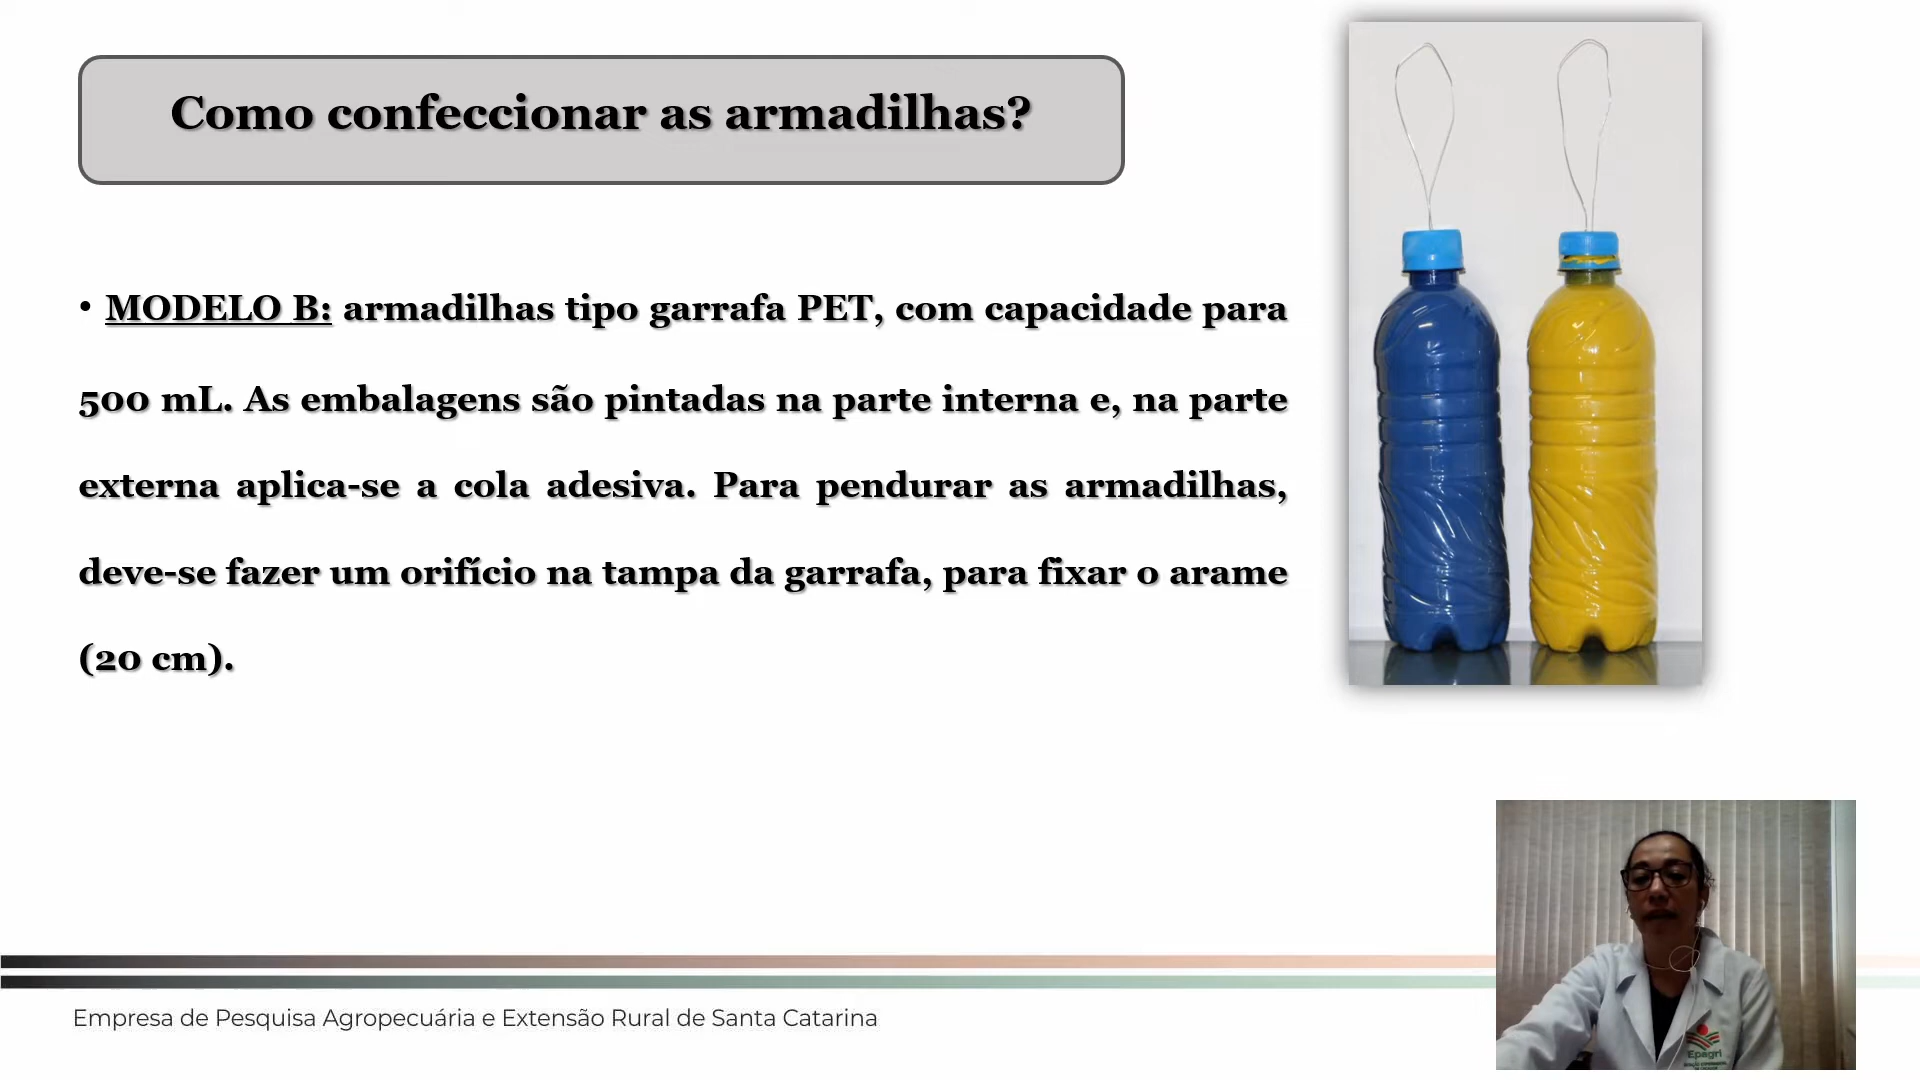 Como confeccionar as armadilhas?
• MODELO B: armadilhas tipo garrafa PET, com capacidade para
500 mL. As embalagens são pintadas na parte interna e, na parte
externa aplica-se a cola adesiva. Para pendurar as armadilhas,
deve-se fazer um orifício na tampa da garrafa, para fixar o arame
(20 cm).
Empresa de Pesquisa Agropecuária e Extensão Rural de Santa Catarina
Epagri